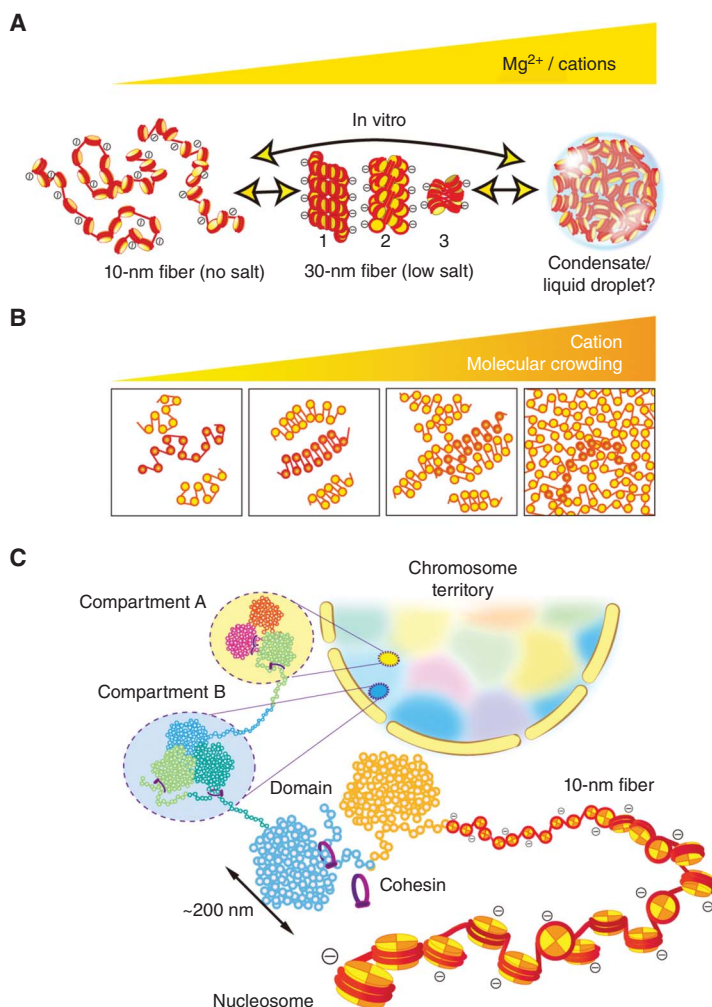 A
Mg²⁺ / cations
In vitro
1
2
3
10-nm fiber (no salt)
30-nm fiber (low salt)
Condensate/
liquid droplet?
B
Cation
Molecular crowding
C
Chromosome
territory
Compartment A
Compartment B
Domain
10-nm fiber
Cohesin
~200 nm
Nucleosome